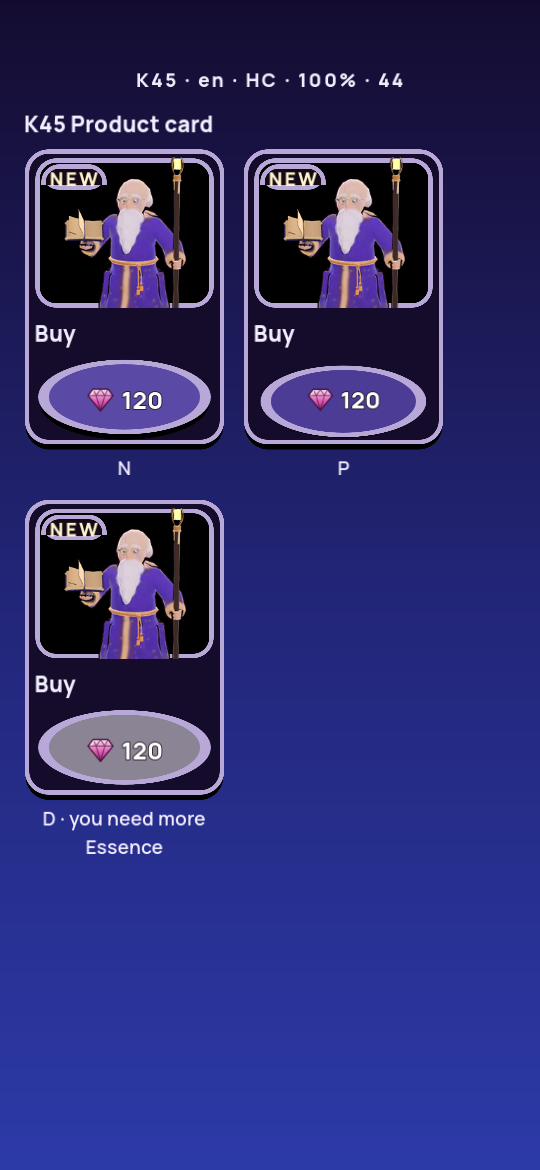 K45 · en · HC · 100% · 44
K45 Product card
NEW
NEW
Buy
Buy
120
120
N
P
NEW
Buy
120
D · you need more
Essence